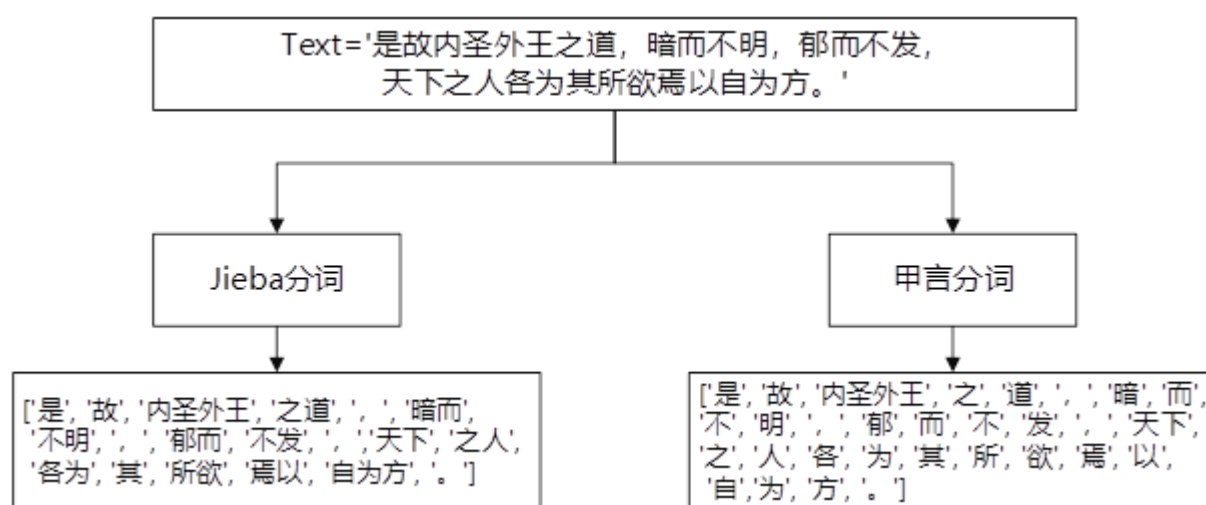 Text='是故内圣外王之道，暗而不明，郁而不发，
天下之人各为其所欲焉以自为方。'
Jieba分词
甲言分词
['是', '故', '内圣外王', '之道', '，', '暗而',
'不明', '，', '郁而', '不发', '，', '天下', '之人',
'各为', '其', '所欲', '焉以', '自为方', '。']
['是', '故', '内圣外王', '之', '道', '，', '暗', '而',
'不', '明', '，', '郁', '而', '不', '发', '，', '天下',
'之', '人', '各', '为', '其', '所', '欲', '焉', '以',
'自', '为', '方', '。']